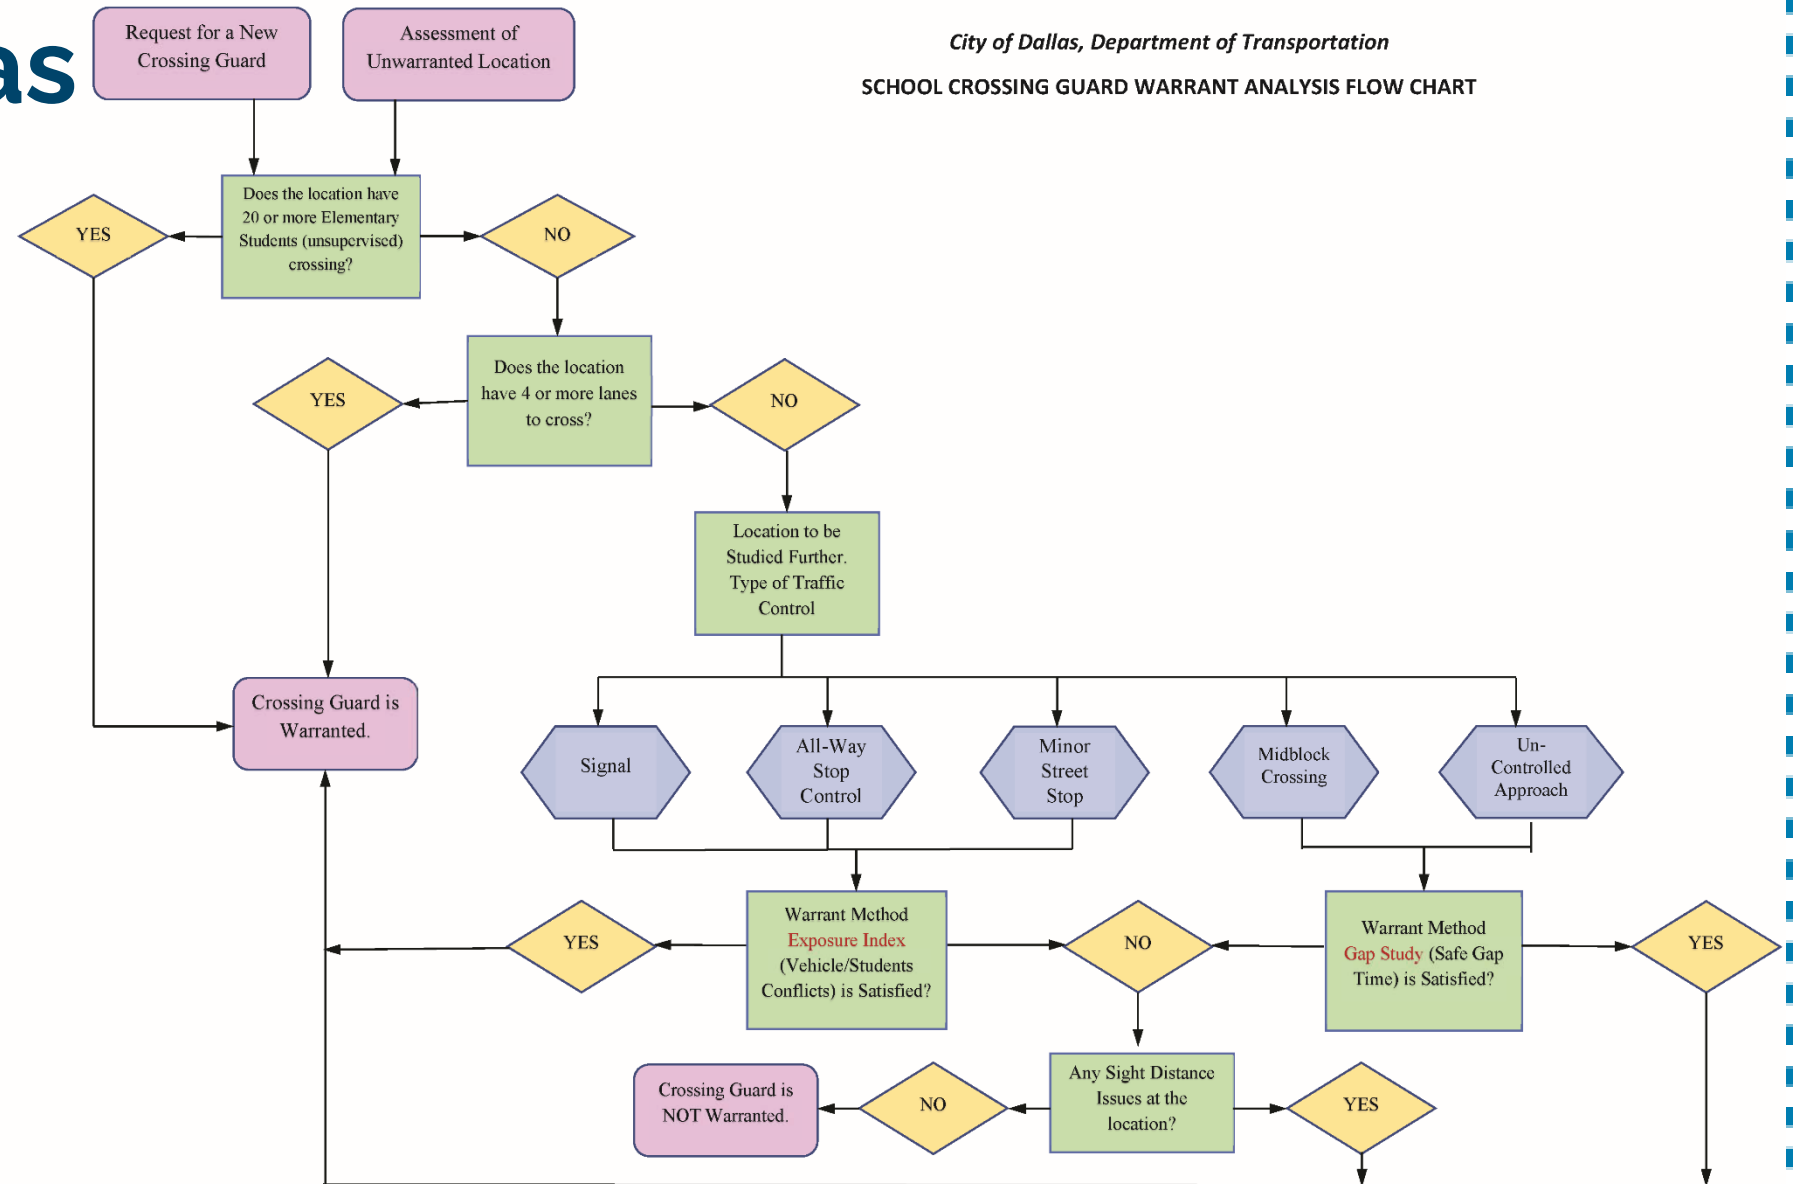 as
Request for a New
Crossing Guard
Assessment of
Unwarranted Location
City of Dallas, Department of Transportation
SCHOOL CROSSING GUARD WARRANT ANALYSIS FLOW CHART
YES
Does the location have
20 or more Elementary
Students (unsupervised)
crossing?
NO
YES
Does the location
have 4 or more lanes
to cross?
NO
Location to be
Studied Further.
Type of Traffic
Control
Crossing Guard is
Warranted.
Signal
All-Way
Stop
Control
Minor
Street
Stop
Midblock
Crossing
Un-
Controlled
Approach
YES
Warrant Method
Exposure Index
(Vehicle/Students
Conflicts) is Satisfied?
NO
Warrant Method
Gap Study (Safe Gap
Time) is Satisfied?
YES
Crossing Guard is
NOT Warranted.
NO
Any Sight Distance
Issues at the
location?
YES